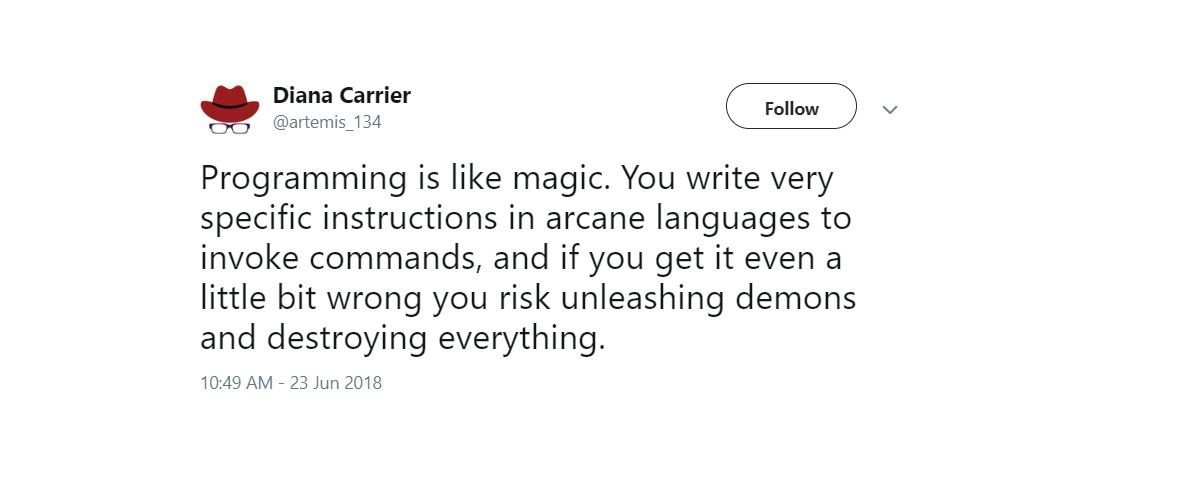 Diana Carrier
@artemis_134
Follow
Programming is like magic. You write very
specific instructions in arcane languages to
invoke commands, and if you get it even a
little bit wrong you risk unleashing demons
and destroying everything.
10:49 AM - 23 Jun 2018